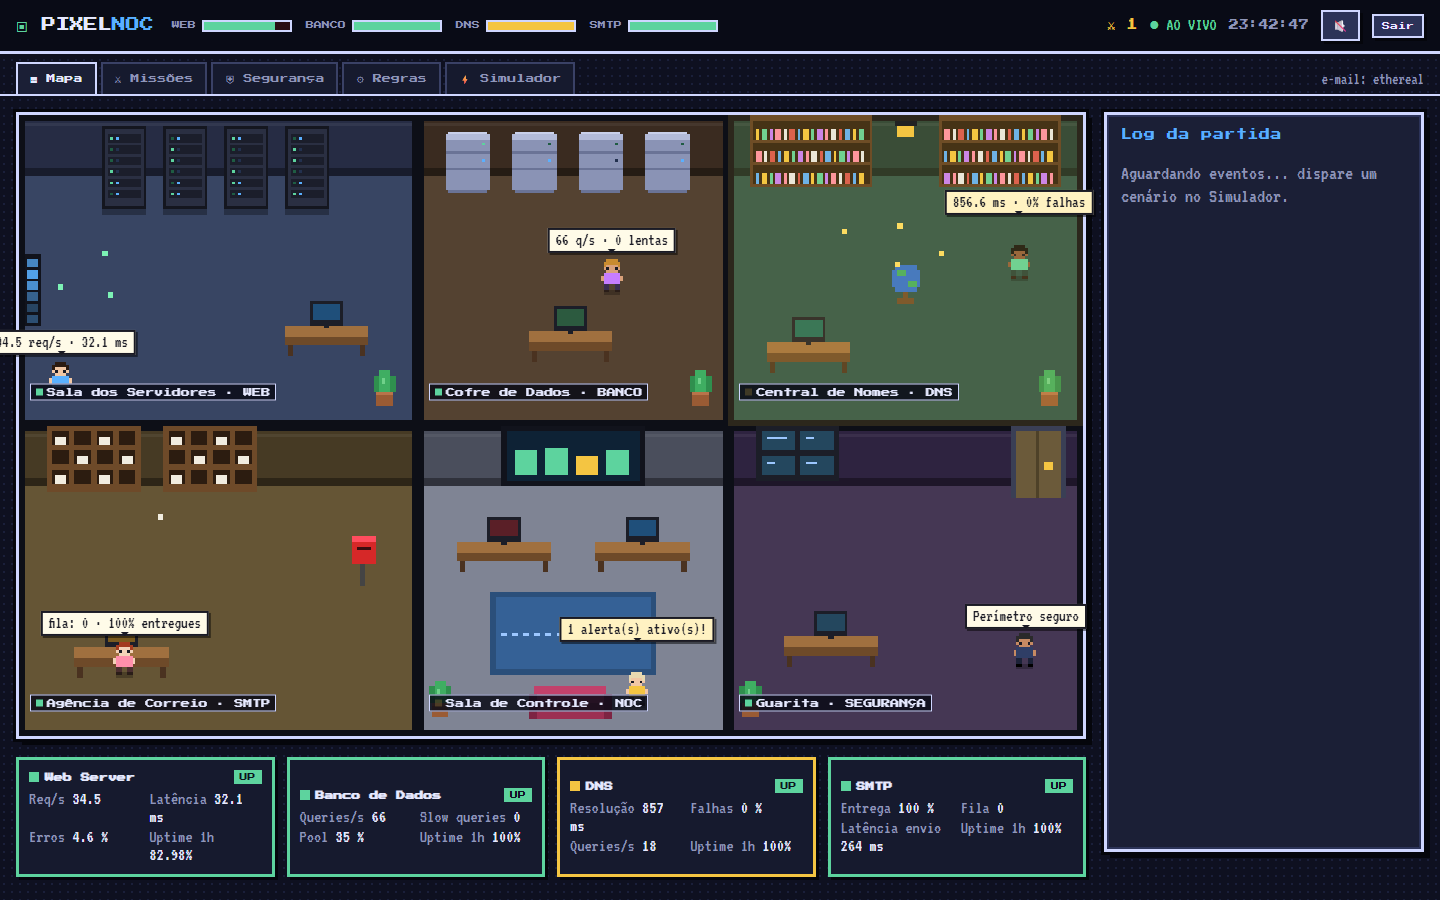 PIXELNOC
WEB
BANCO
DNS
SMTP
1
AO VIVO
23:42:47
Sair
Mapa
Missões
Segurança
Regras
Simulador
e-mail: ethereal
856.6 ms · 0% falhas
66 q/s · 0 lentas
4.5 req/s · 32.1 ms
Sala dos Servidores · WEB
Cofre de Dados · BANCO
Central de Nomes · DNS
fila: 0 · 100% entregues
1 alerta(s) ativo(s)!
Perímetro seguro
Agência de Correio · SMTP
Sala de Controle · NOC
Guarita · SEGURANÇA
Log da partida
Aguardando eventos... dispare um
cenário no Simulador.
Web Server
UP
Req/s 34.5
Latência 32.1
ms
Erros 4.6 %
Uptime 1h
82.98%
Banco de Dados
UP
Queries/s 66
Slow queries 0
Pool 35 %
Uptime 1h 100%
DNS
UP
Resolução 857
ms
Falhas 0 %
Queries/s 18
Uptime 1h 100%
SMTP
UP
Entrega 100 %
Fila 0
Latência envio
264 ms
Uptime 1h 100%